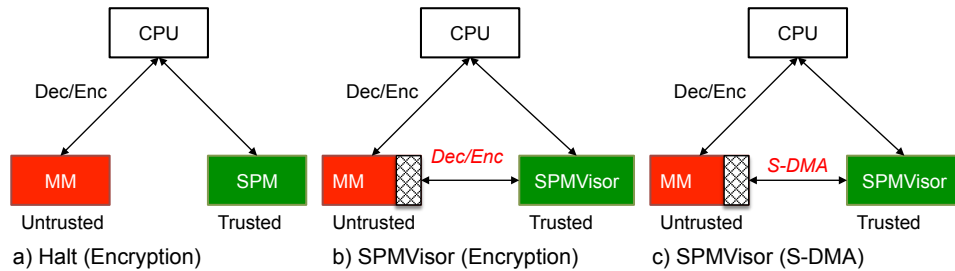 CPU
CPU
CPU
Dec/Enc
Dec/Enc
Dec/Enc
MM
SPM
MM
Dec/Enc
SPMVisor
MM
S-DMA
SPMVisor
Untrusted
Trusted
Untrusted
Trusted
Untrusted
Trusted
a) Halt (Encryption)
b) SPMVisor (Encryption)
c) SPMVisor (S-DMA)